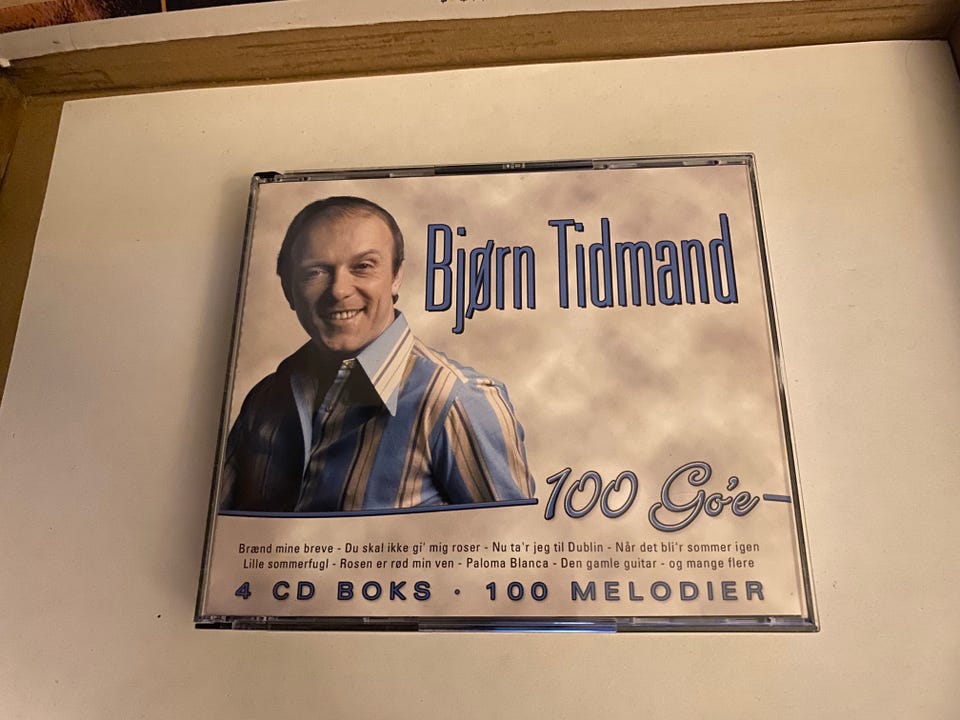 Bjørn Tidmand
100 Go'e
Brænd mine breve - Du skal ikke gi' mig roser - Nu ta'r jeg til Dublin - Når det bli'r sommer igen
Lille sommerfugl - Rosen er rød min ven - Paloma Blanca - Den gamle guitar - og mange flere
4 CD BOKS · 100 MELODIER